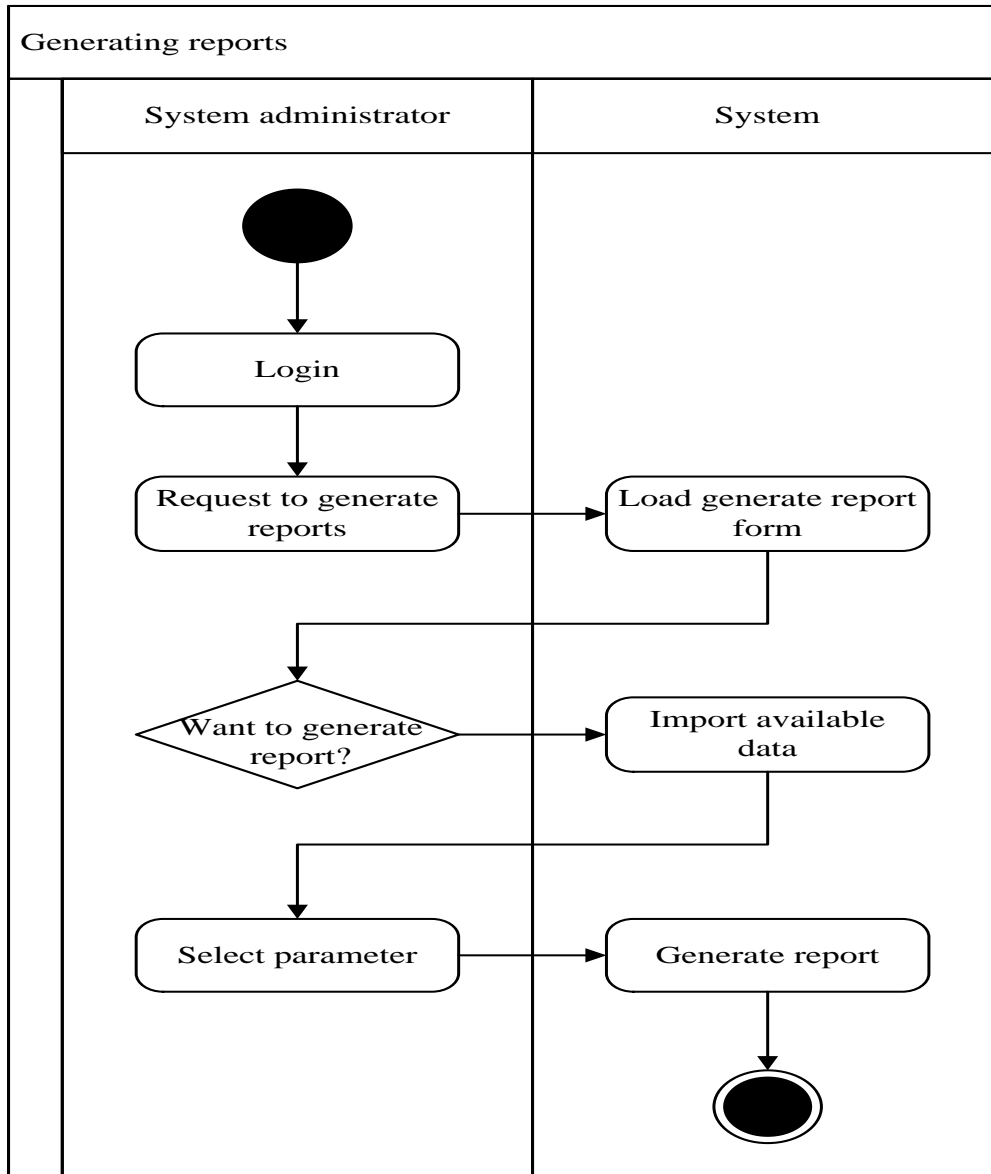 Generating reports
System administrator
System
Login
Request to generate
reports
Load generate report
form
Want to generate
report?
Import available
data
Select parameter
Generate report